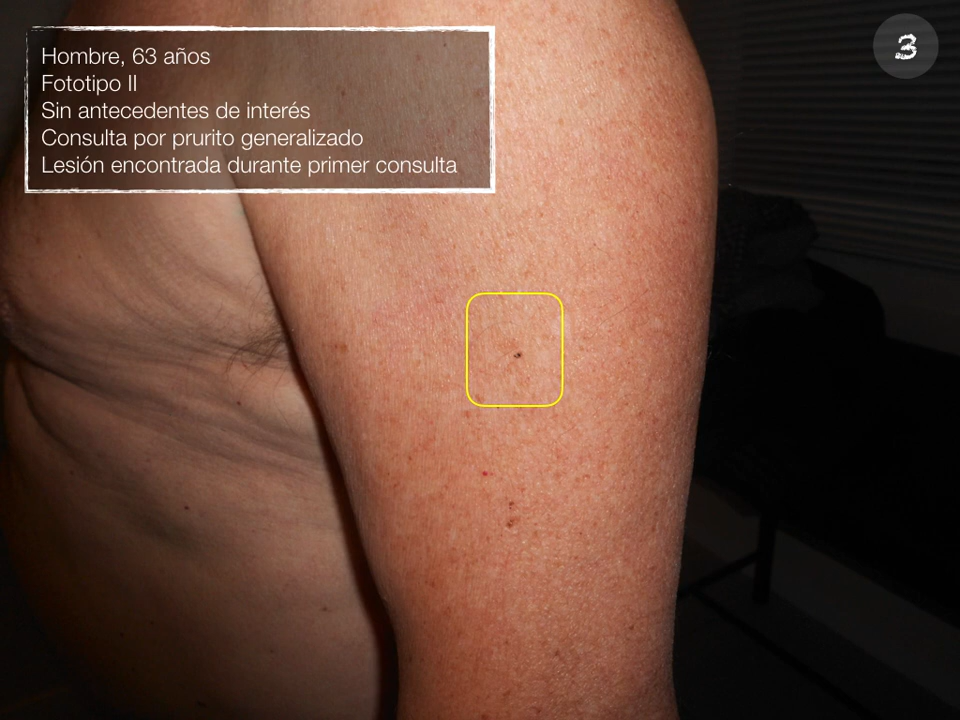 Hombre, 63 años
Fototipo II
Sin antecedentes de interés
Consulta por prurito generalizado
Lesión encontrada durante primer consulta
3